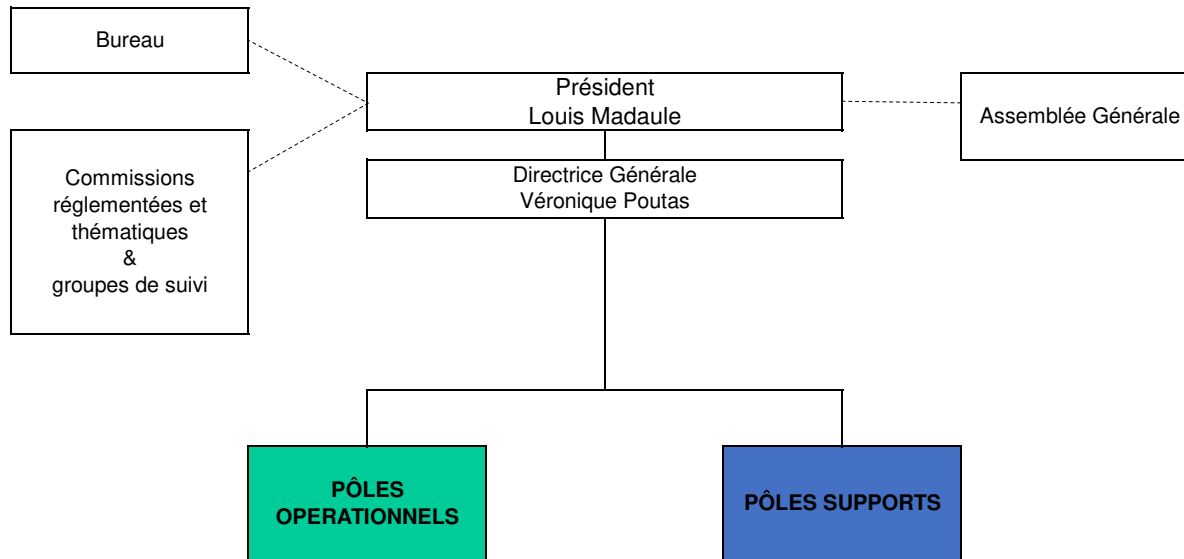 Bureau
Président
Louis Madaule
Assemblée Générale
Commissions
réglementées et
thématiques
&
groupes de suivi
Directrice Générale
Véronique Poutas
PÔLES
OPERATIONNELS
PÔLES SUPPORTS